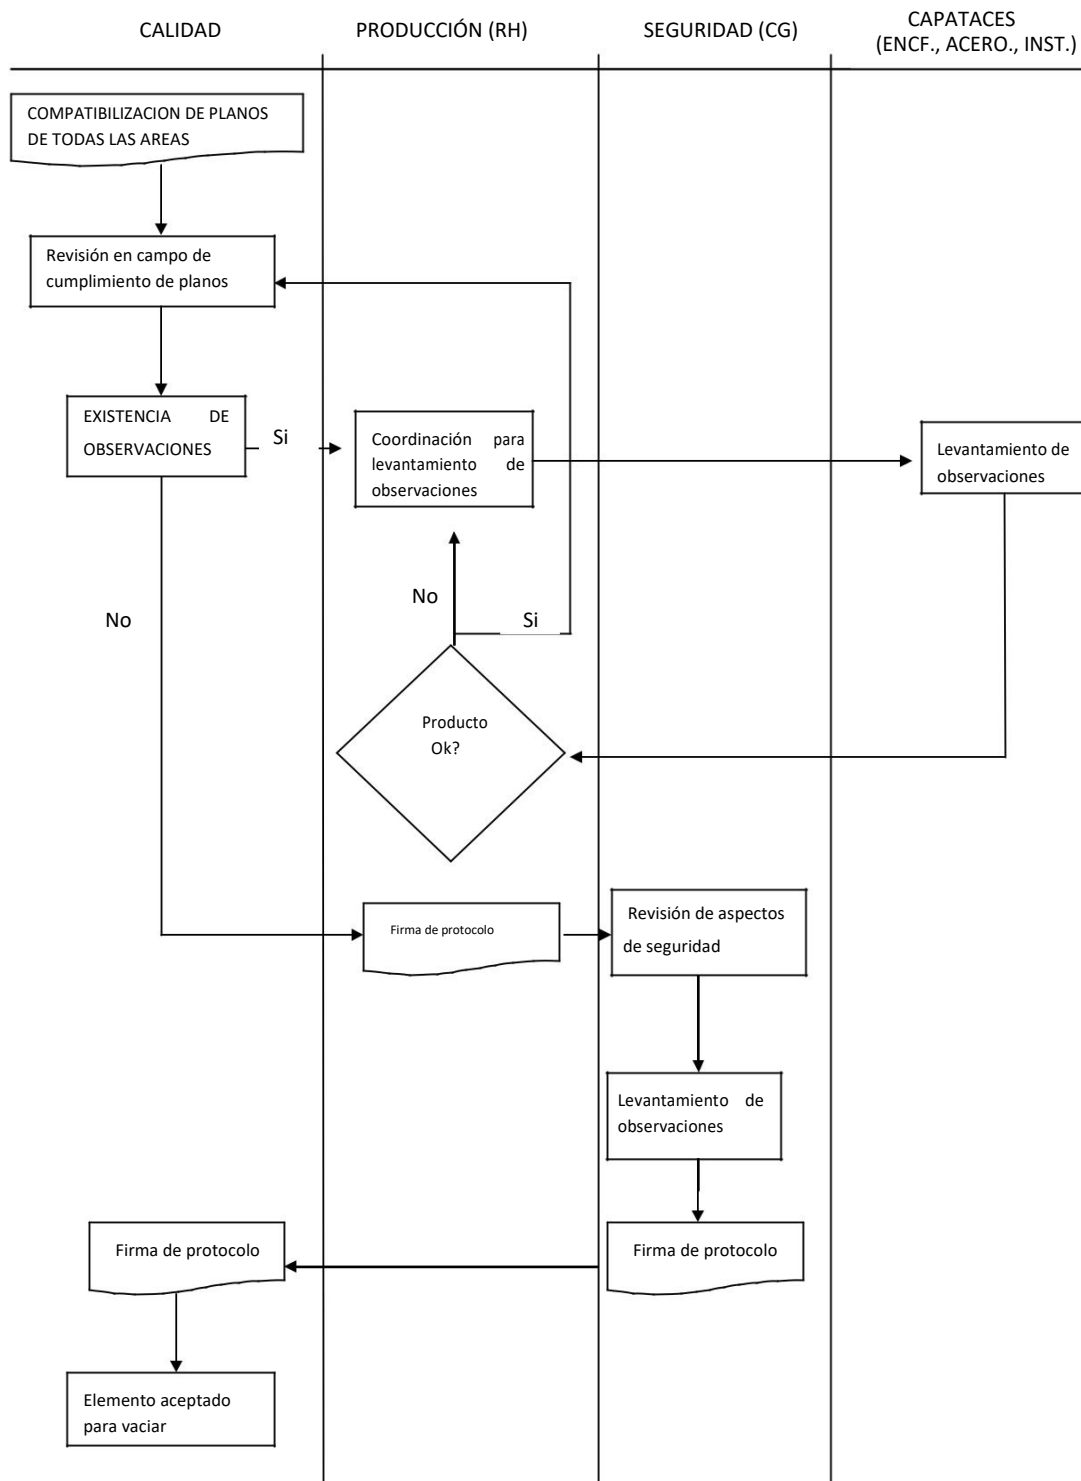 CALIDAD
PRODUCCIÓN (RH)
SEGURIDAD (CG)
CAPATACES
(ENCF., ACERO., INST.)
COMPATIBILIZACION DE PLANOS
DE TODAS LAS AREAS
Revisión en campo de
cumplimiento de planos
EXISTENCIA DE
OBSERVACIONES
Si
Coordinación para
levantamiento de
observaciones
Levantamiento de
observaciones
No
No
Si
Producto
Ok?
Firma de protocolo
Revisión de aspectos
de seguridad
Levantamiento de
observaciones
Firma de protocolo
Firma de protocolo
Elemento aceptado
para vaciar